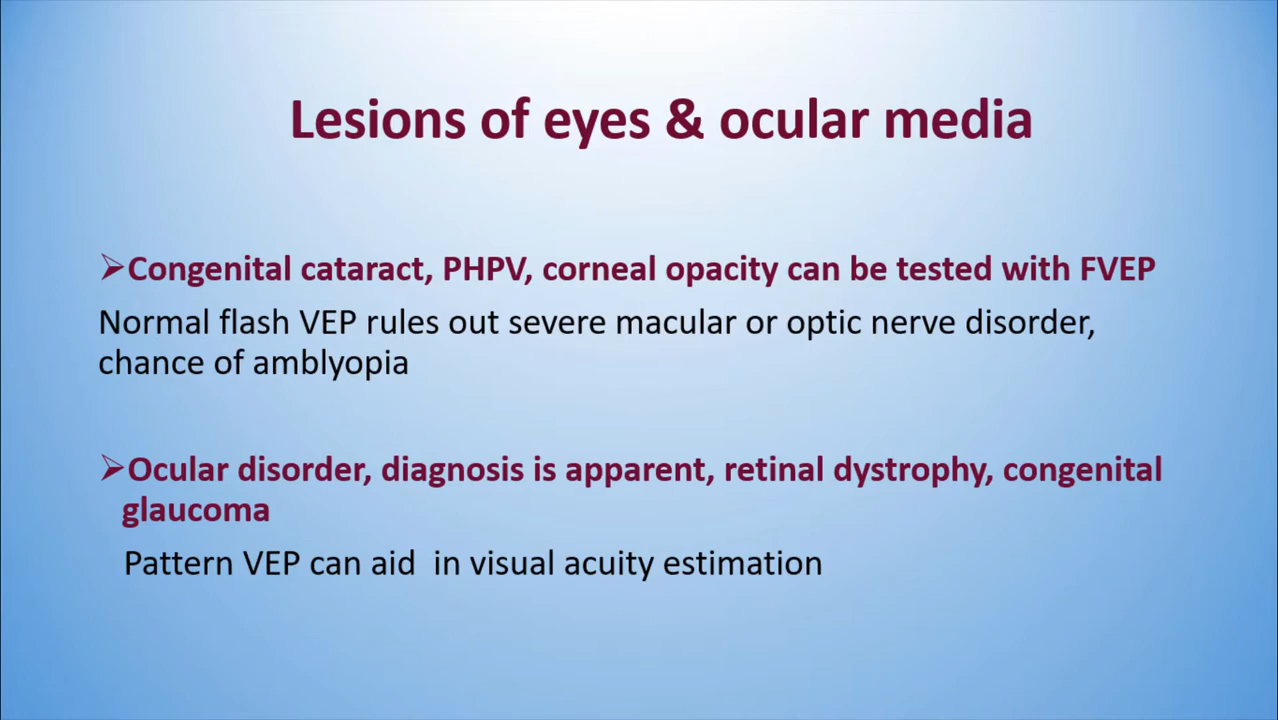 Lesions of eyes & ocular media
➢Congenital cataract, PHPV, corneal opacity can be tested with FVEP
Normal flash VEP rules out severe macular or optic nerve disorder,
chance of amblyopia
➢Ocular disorder, diagnosis is apparent, retinal dystrophy, congenital
glaucoma
Pattern VEP can aid  in visual acuity estimation